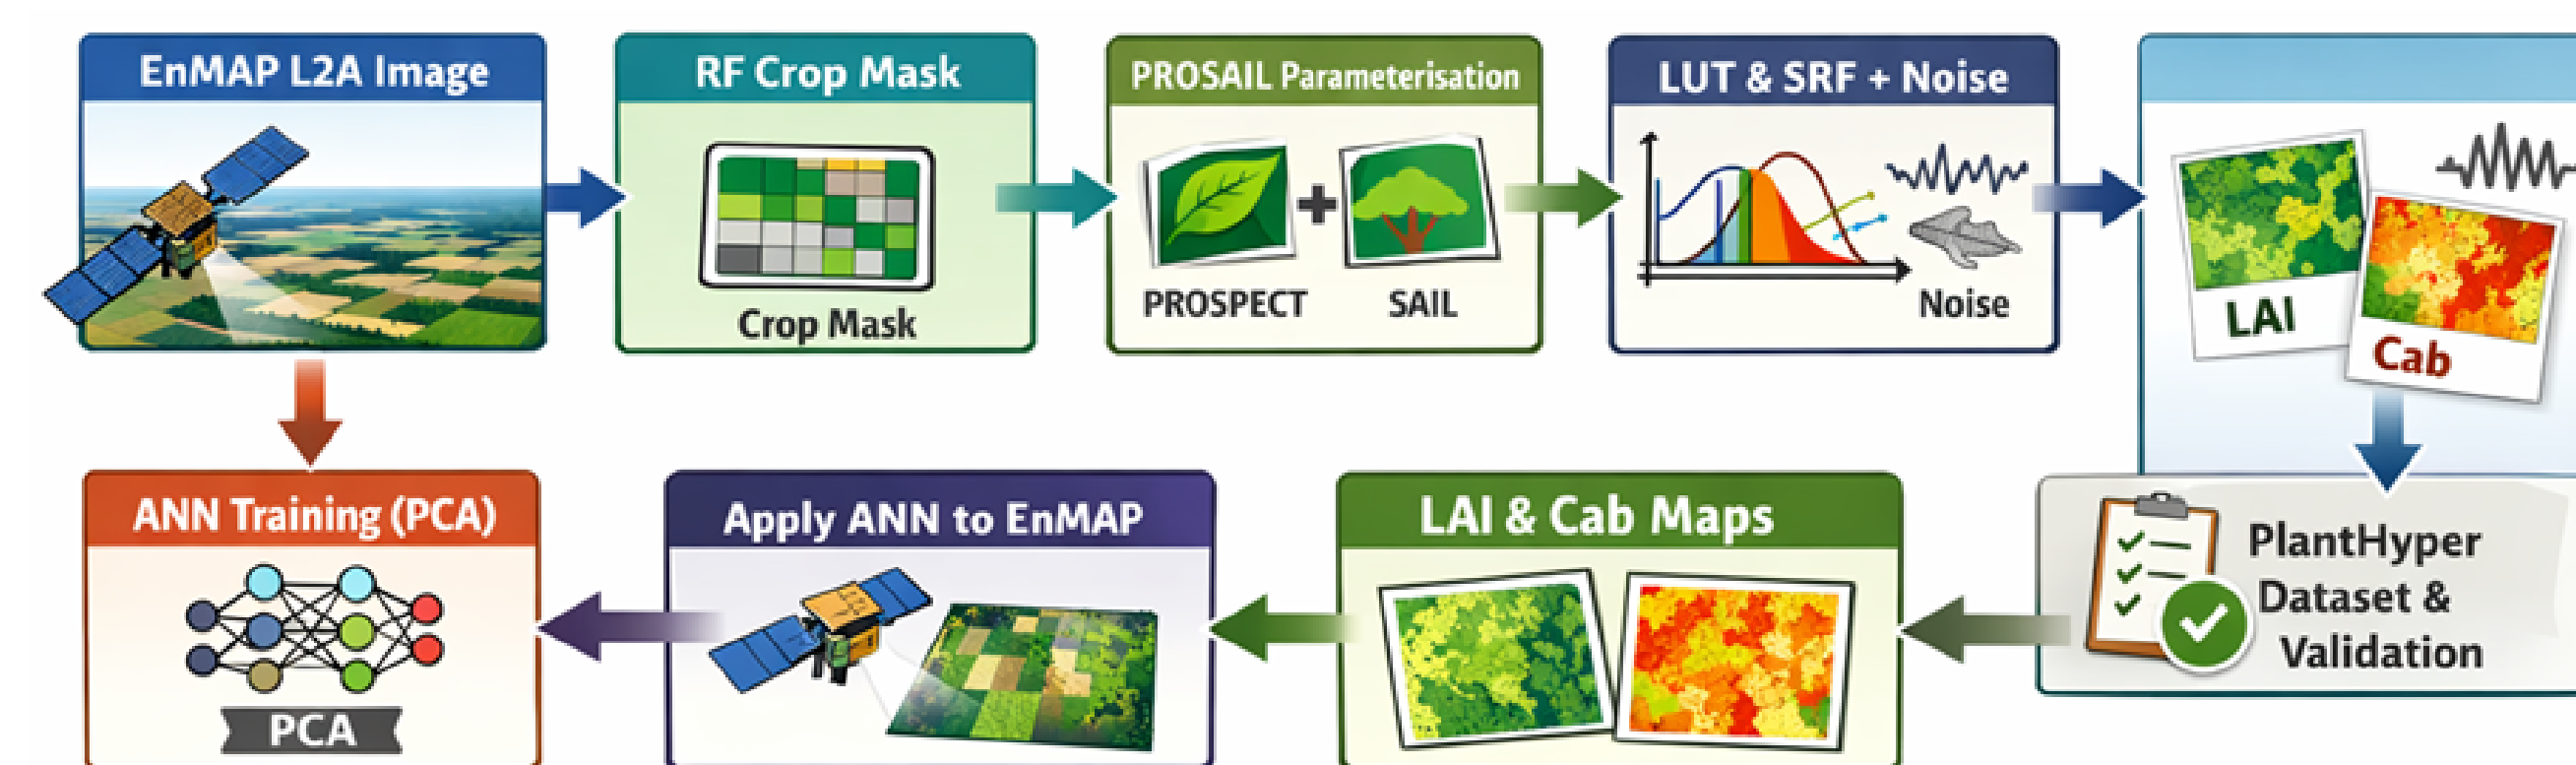 EnMAP L2A Image
RF Crop Mask
Crop Mask
PROSAIL Parameterisation
PROSPECT
SAIL
LUT & SRF + Noise
Noise
LAI
Cab
ANN Training (PCA)
PCA
Apply ANN to EnMAP
LAI & Cab Maps
PlantHyper
Dataset &
Validation